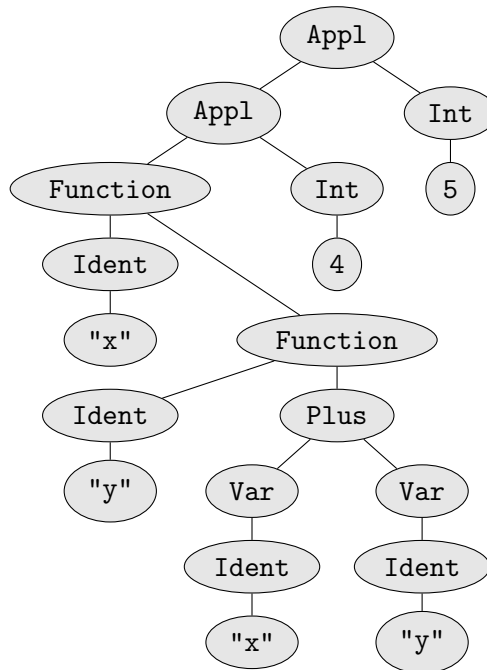 Appl
Appl Int
Function Int 5
Ident 4
"x" Function
Ident Plus
"y" Var Var
Ident Ident
"x" "y"